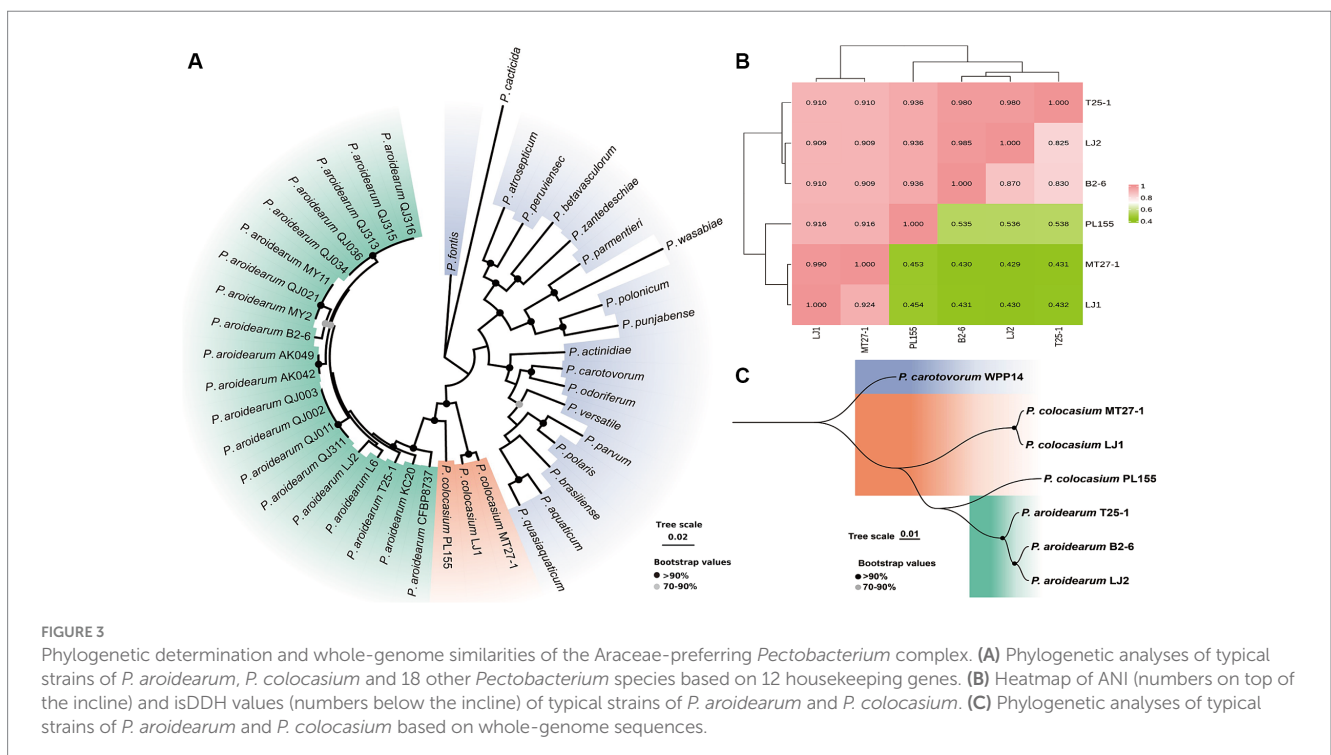 A
P. cacticida
P. fontis
P. atrosepticum
P. peruviensec
P. betavasculorum
P. zantedeschiae
P. parmentieri
P. wasabiae
P. polonicum
P. punjabense
P. actinidiae
P. carotovorum
P. odoriferum
P. versatile
P. parvum
P. polaris
P. brasiliense
P. aquaticum
P. quasiaquaticum
P. colocasium MT27-1
P. colocasium LJ1
P. colocasium PL155
P. aroidearum CFBP8737
P. aroidearum KC20
P. aroidearum T25-1
P. aroidearum L6
P. aroidearum LJ2
P. aroidearum QJ311
P. aroidearum QJ011
P. aroidearum QJ002
P. aroidearum QJ003
P. aroidearum AK042
P. aroidearum AK049
P. aroidearum B2-6
P. aroidearum MY2
P. aroidearum QJ021
P. aroidearum MY11
P. aroidearum QJ034
P. aroidearum QJ036
P. aroidearum QJ313
P. aroidearum QJ315
P. aroidearum QJ316
Tree scale
0.02
Bootstrap values
>90%
70-90%
B
0.910 0.910 0.936 0.980 0.980 1.000 T25-1
0.909 0.909 0.936 0.985 1.000 0.825 LJ2
0.910 0.909 0.936 1.000 0.870 0.830 B2-6
0.916 0.916 1.000 0.535 0.536 0.538 PL155
0.990 1.000 0.453 0.430 0.429 0.431 MT27-1
1.000 0.924 0.454 0.431 0.430 0.432 LJ1
LJ1 MT27-1 PL155 B2-6 LJ2 T25-1
1
0.8
0.6
0.4
C
P. carotovorum WPP14
P. colocasium MT27-1
P. colocasium LJ1
P. colocasium PL155
P. aroidearum T25-1
P. aroidearum B2-6
P. aroidearum LJ2
Tree scale 0.01
Bootstrap values
>90%
70-90%
FIGURE 3
Phylogenetic determination and whole-genome similarities of the Araceae-preferring Pectobacterium complex. (A) Phylogenetic analyses of typical
strains of P. aroidearum, P. colocasium and 18 other Pectobacterium species based on 12 housekeeping genes. (B) Heatmap of ANI (numbers on top of
the incline) and isDDH values (numbers below the incline) of typical strains of P. aroidearum and P. colocasium. (C) Phylogenetic analyses of typical
strains of P. aroidearum and P. colocasium based on whole-genome sequences.